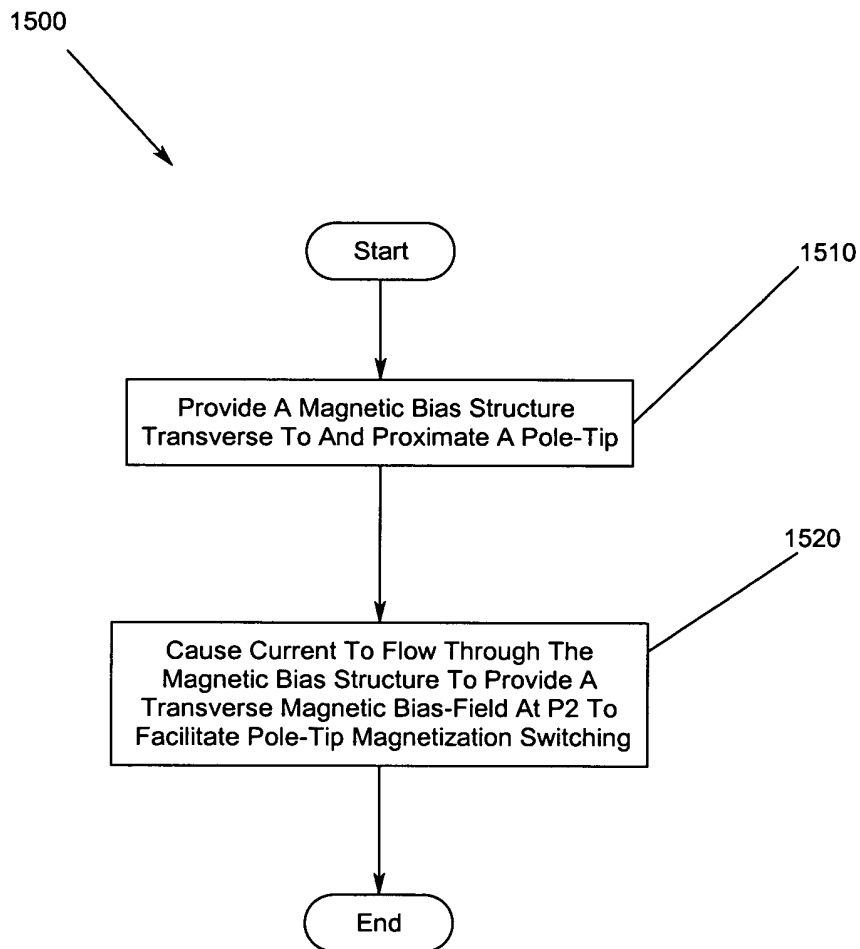 1500
Start
1510
Provide A Magnetic Bias Structure
Transverse To And Proximate A Pole-Tip
1520
Cause Current To Flow Through The
Magnetic Bias Structure To Provide A
Transverse Magnetic Bias-Field At P2 To
Facilitate Pole-Tip Magnetization Switching
End